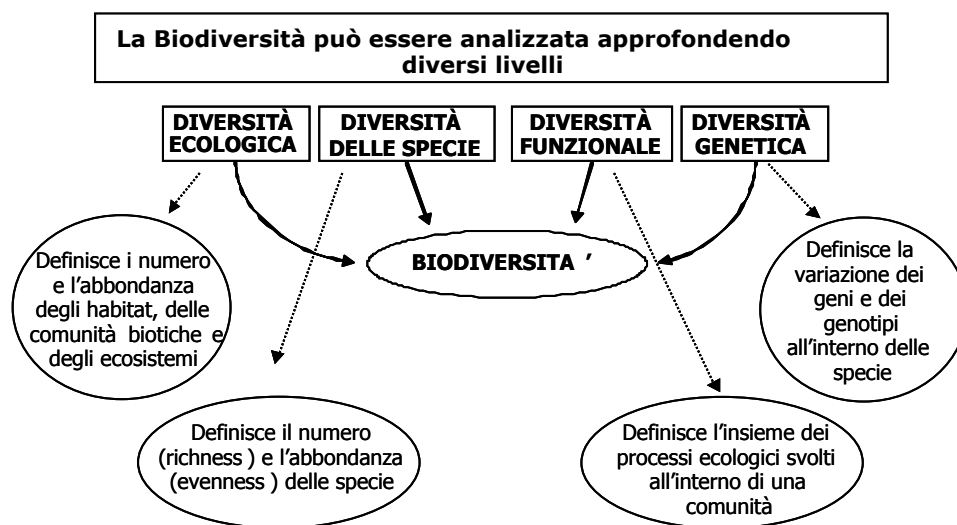 La Biodiversità può essere analizzata approfondendo
diversi livelli
DIVERSITÀ
ECOLOGICA
DIVERSITÀ
DELLE SPECIE
DIVERSITÀ
FUNZIONALE
DIVERSITÀ
GENETICA
BIODIVERSITA ’
Definisce i numero
e l’abbondanza
degli habitat, delle
comunità biotiche e
degli ecosistemi
Definisce la
variazione dei
geni e dei
genotipi
all’interno delle
specie
Definisce il numero
(richness ) e l’abbondanza
(evenness ) delle specie
Definisce l’insieme dei
processi ecologici svolti
all’interno di una
comunità